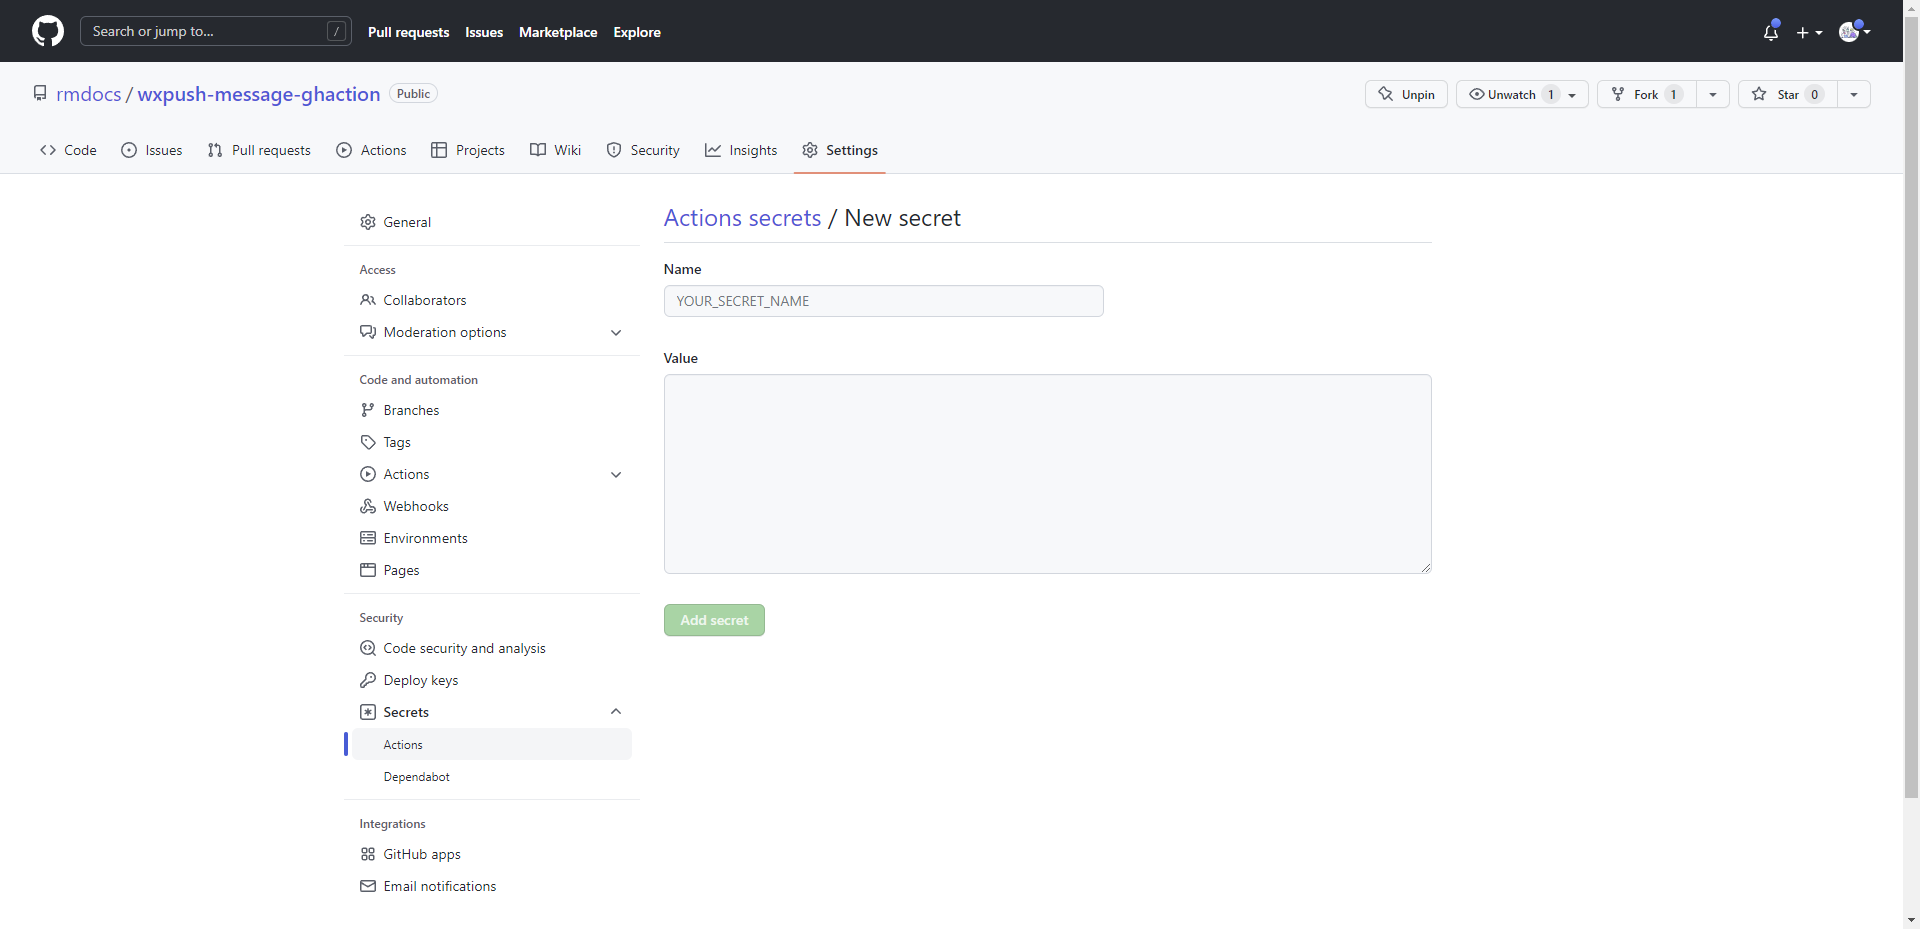 Search or jump to... /
Pull requests Issues Marketplace Explore
rmdocs / wxpush-message-ghaction Public
Unpin Unwatch 1 Fork 1 Star 0
Code Issues Pull requests Actions Projects Wiki Security Insights Settings
General
Access
Collaborators
Moderation options
Code and automation
Branches
Tags
Actions
Webhooks
Environments
Pages
Security
Code security and analysis
Deploy keys
Secrets
Actions
Dependabot
Integrations
GitHub apps
Email notifications
Actions secrets / New secret
Name
YOUR_SECRET_NAME
Value
Add secret